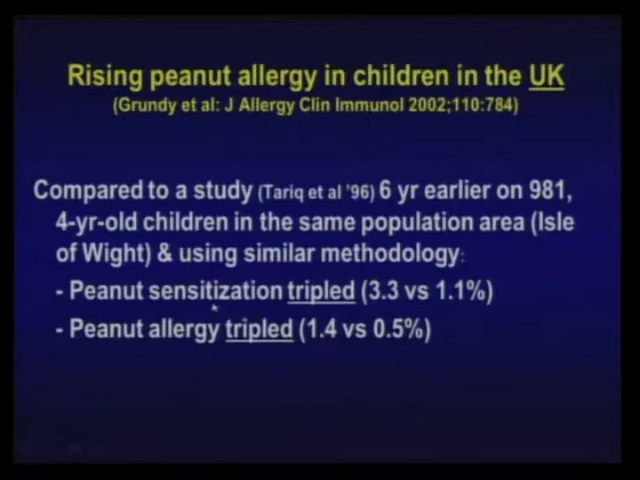 Rising peanut allergy in children in the UK
(Grundy et al: J Allergy Clin Immunol 2002;110:784)
Compared to a study (Tariq et al '96) 6 yr earlier on 981,
4-yr-old children in the same population area (Isle
of Wight) & using similar methodology:
- Peanut sensitization tripled (3.3 vs 1.1%)
- Peanut allergy tripled (1.4 vs 0.5%)